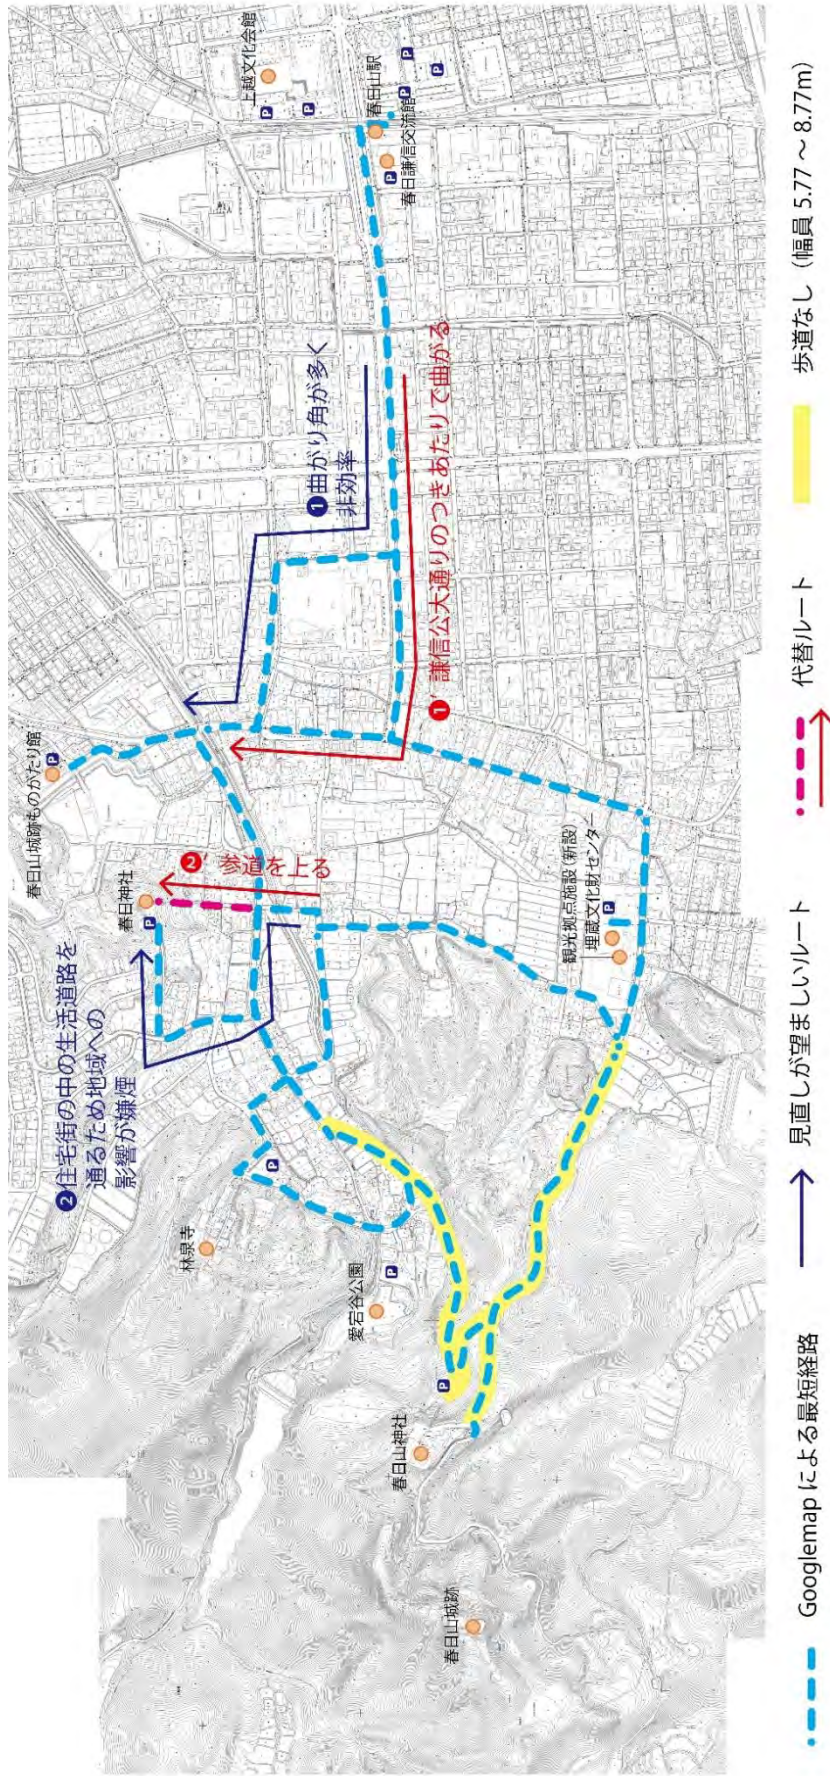 春日山城跡
春日山神社
愛宕谷公園
林泉寺
❷住宅街の中の生活道路を
通るため地域への
影響が嫌煙
春日神社
❷’参道を上る
春日山城跡ものがたり館
観光拠点施設(新設)
埋蔵文化財センター
❶曲がり角が多く
非効率
❶’謙信公大通りのつきあたりで曲がる
上越文化会館
春日山駅
春日謙信交流館
P
P
P
P
P
P
P
P
P
P
P
P
Googlemap による最短経路
見直しが望ましいルート
代替ルート
歩道なし（幅員 5.77 ～ 8.77m）